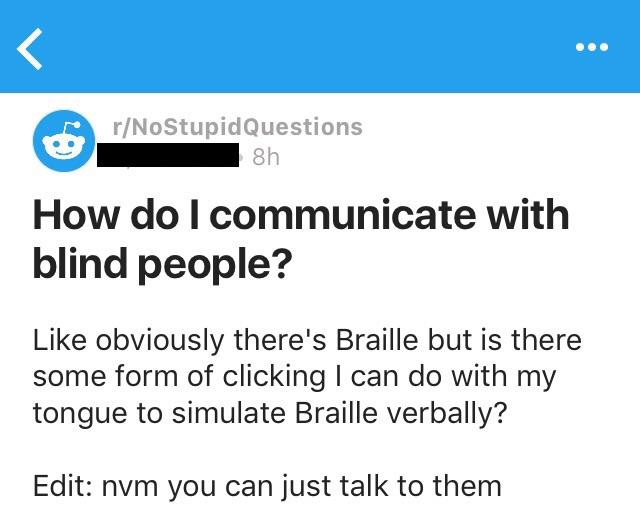 r/NoStupidQuestions
• 8h
How do I communicate with
blind people?
Like obviously there's Braille but is there
some form of clicking I can do with my
tongue to simulate Braille verbally?
Edit: nvm you can just talk to them